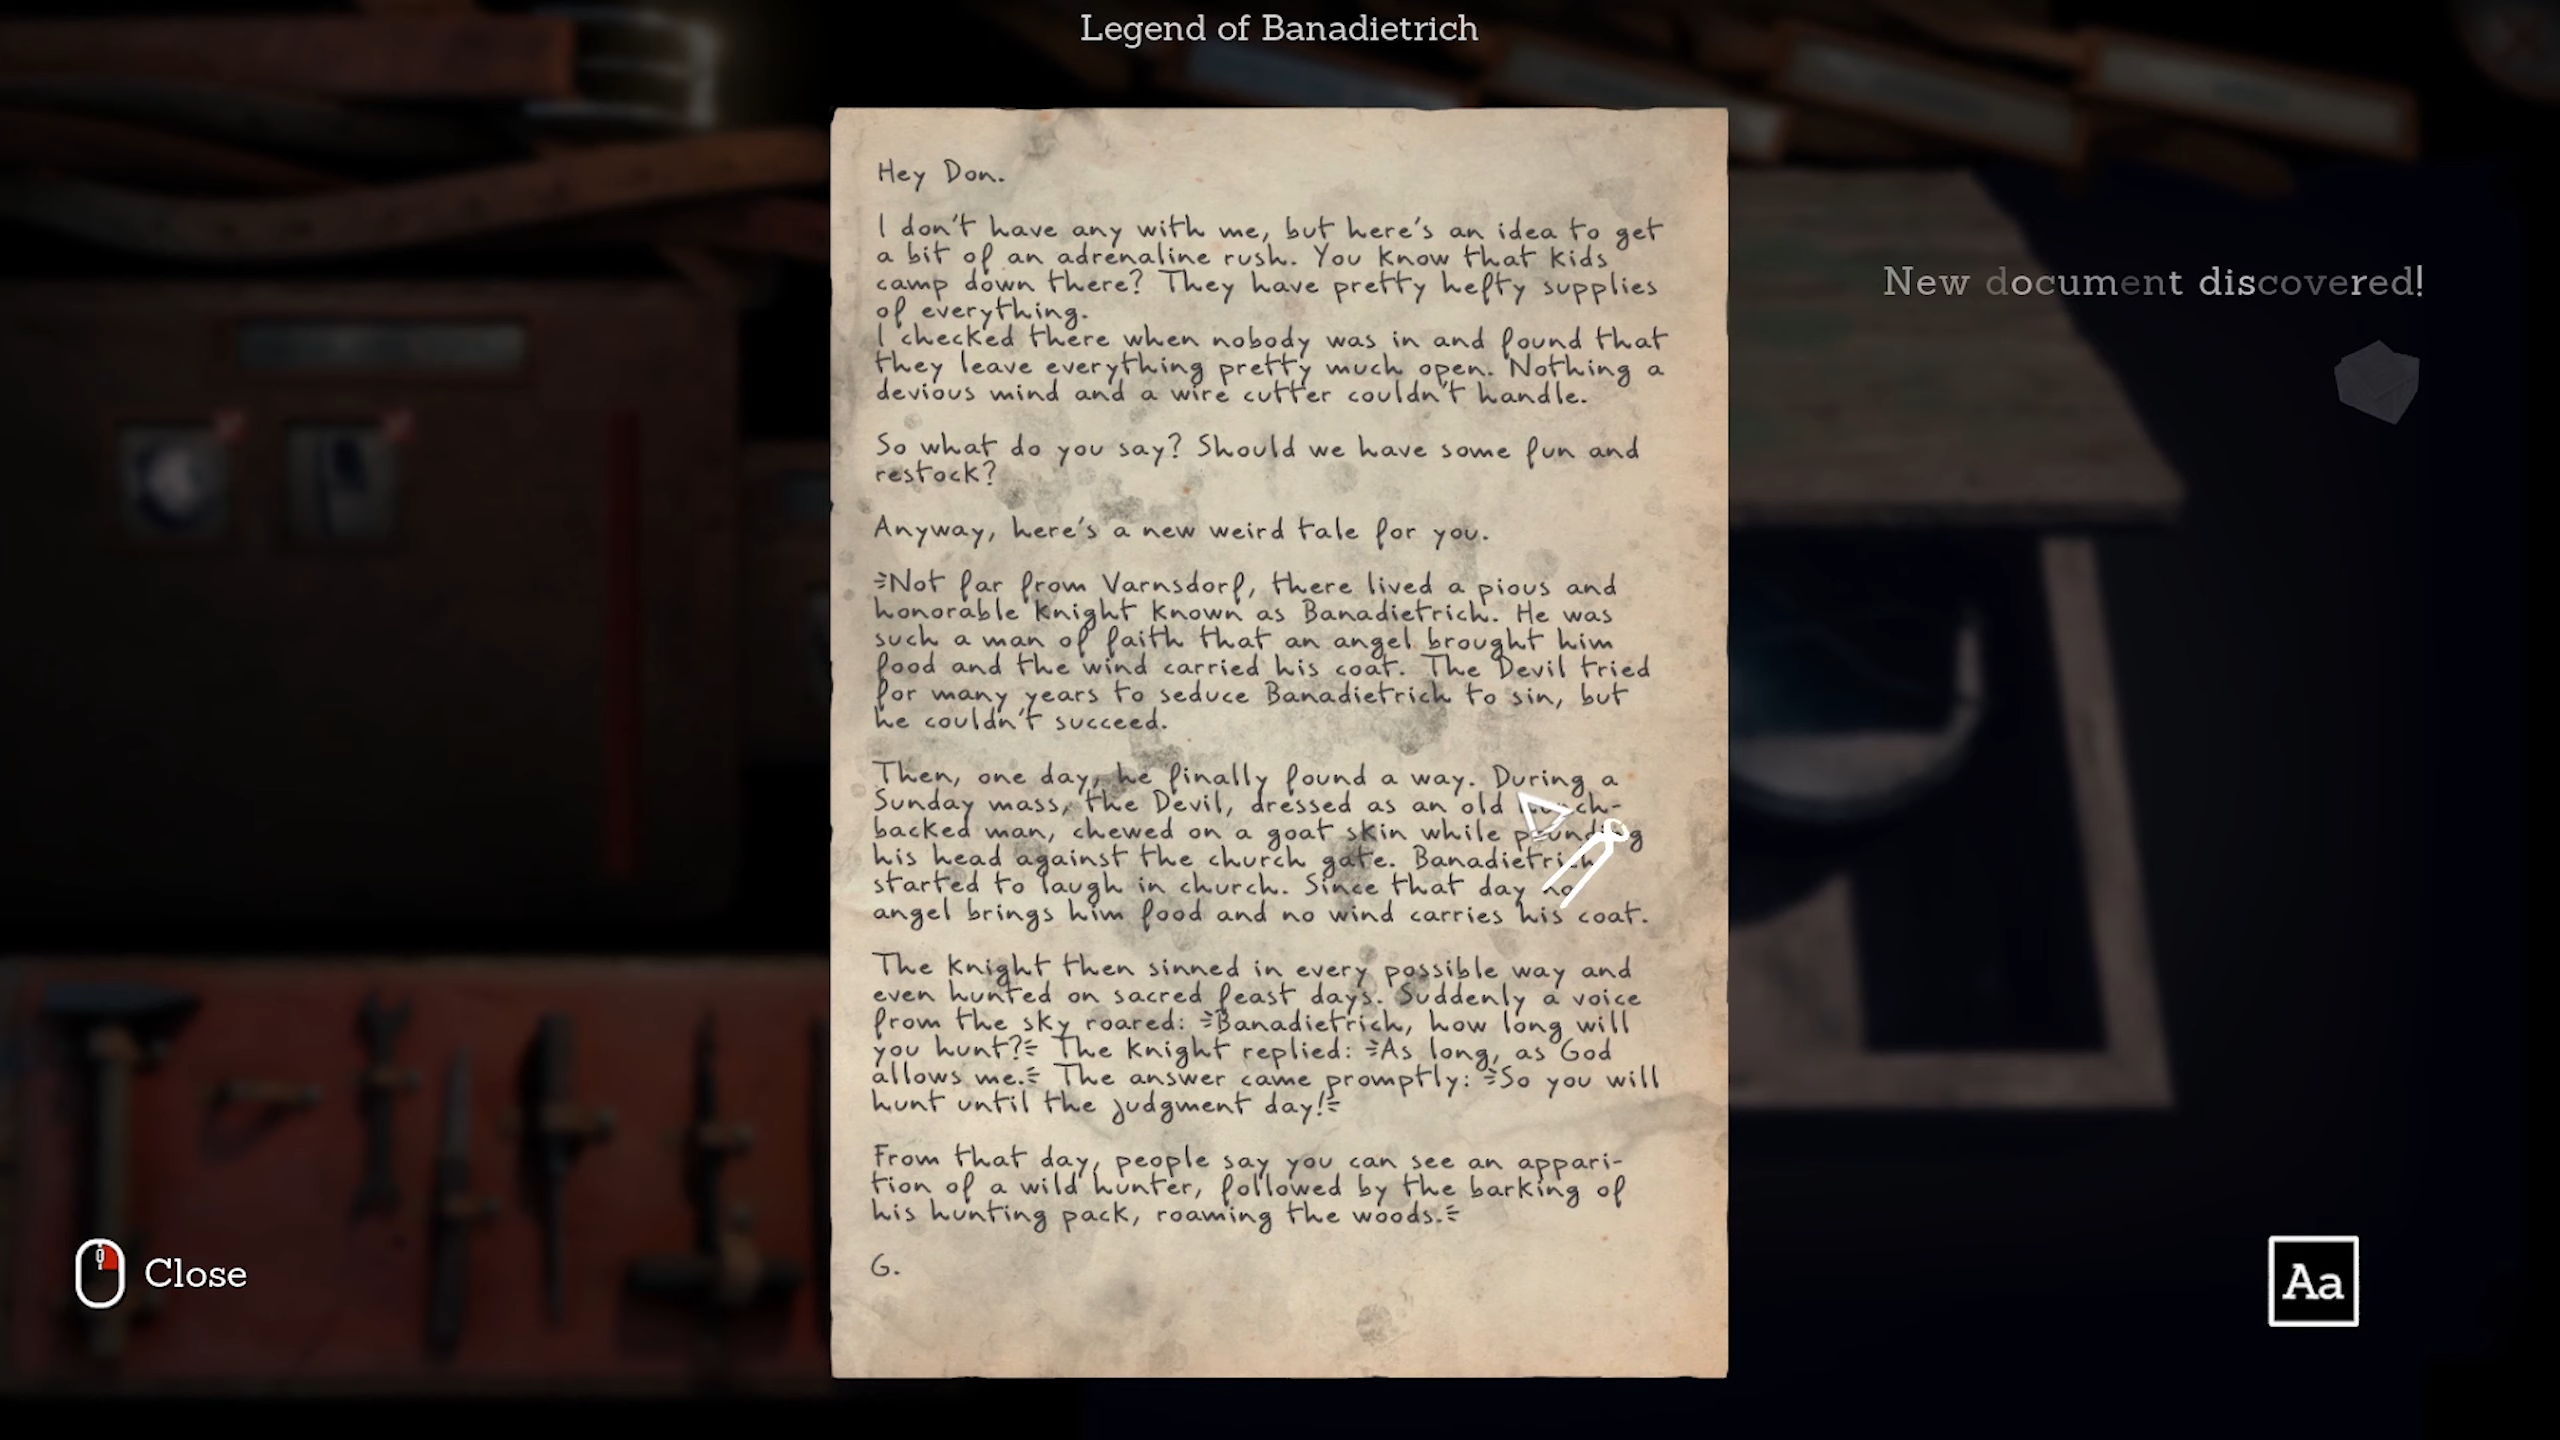 Legend of Banadietrich
Hey Don.
I don't have any with me, but here's an idea to get
a bit of an adrenaline rush. You know that kids
camp down there? They have pretty hefty supplies
of everything.
I checked there when nobody was in and found that
they leave everything pretty much open. Nothing a
devious mind and a wire cutter couldn't handle.
So what do you say? Should we have some fun and
restock?
Anyway, here's a new weird tale for you.
"Not far from Varnsdorf, there lived a pious and
honorable knight known as Banadietrich. He was
such a man of faith that an angel brought him
food and the wind carried his coat. The Devil tried
for many years to seduce Banadietrich to sin, but
he couldn't succeed.
Then, one day, he finally found a way. During a
Sunday mass, the Devil, dressed as an old hunch-
backed man, chewed on a goat skin while pounding
his head against the church gate. Banadietrich
started to laugh in church. Since that day no
angel brings him food and no wind carries his coat.
The knight then sinned in every possible way and
even hunted on sacred feast days. Suddenly a voice
from the sky roared: "Banadietrich, how long will
you hunt?" The knight replied: "As long, as God
allows me." The answer came promptly: "So you will
hunt until the judgment day!"
From that day, people say you can see an appari-
tion of a wild hunter, followed by the barking of
his hunting pack, roaming the woods."
G.
New document discovered!
Close
Aa